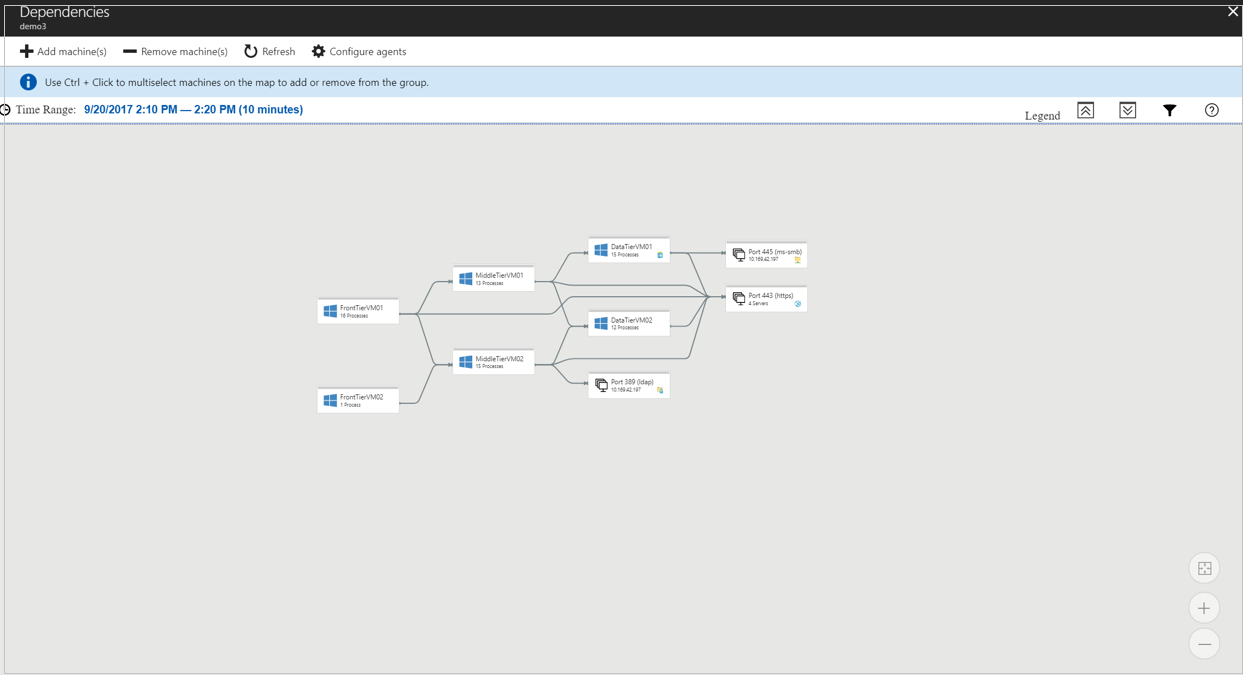 Dependencies
demo3
Add machine(s) Remove machine(s) Refresh Configure agents
Use Ctrl + Click to multiselect machines on the map to add or remove from the group.
Time Range: 9/20/2017 2:10 PM — 2:20 PM (10 minutes)
Legend
DataTierVM01
15 Processes
Port 445 (ms-smb)
10.169.42.197
MiddleTierVM01
13 Processes
Port 443 (https)
4 Servers
FrontTierVM01
16 Processes
DataTierVM02
12 Processes
MiddleTierVM02
15 Processes
Port 389 (ldap)
10.169.42.197
FrontTierVM02
1 Process